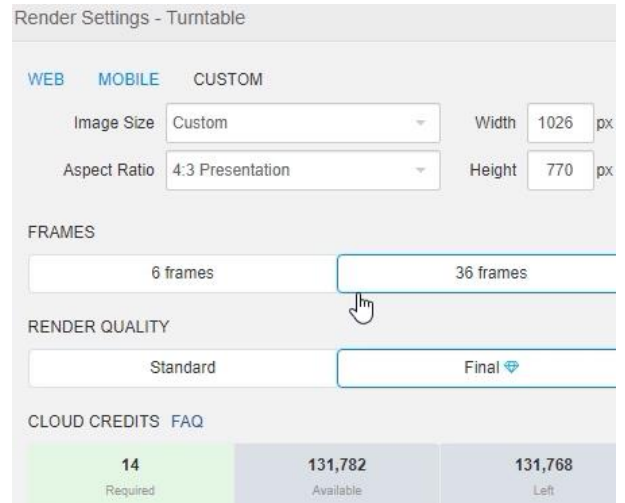 Render Settings - Turntable
WEB MOBILE CUSTOM
Image Size Custom Width 1026 px
Aspect Ratio 4:3 Presentation Height 770 px
FRAMES
6 frames 36 frames
RENDER QUALITY
Standard Final
CLOUD CREDITS FAQ
14 131,782 131,768
Required Available Left